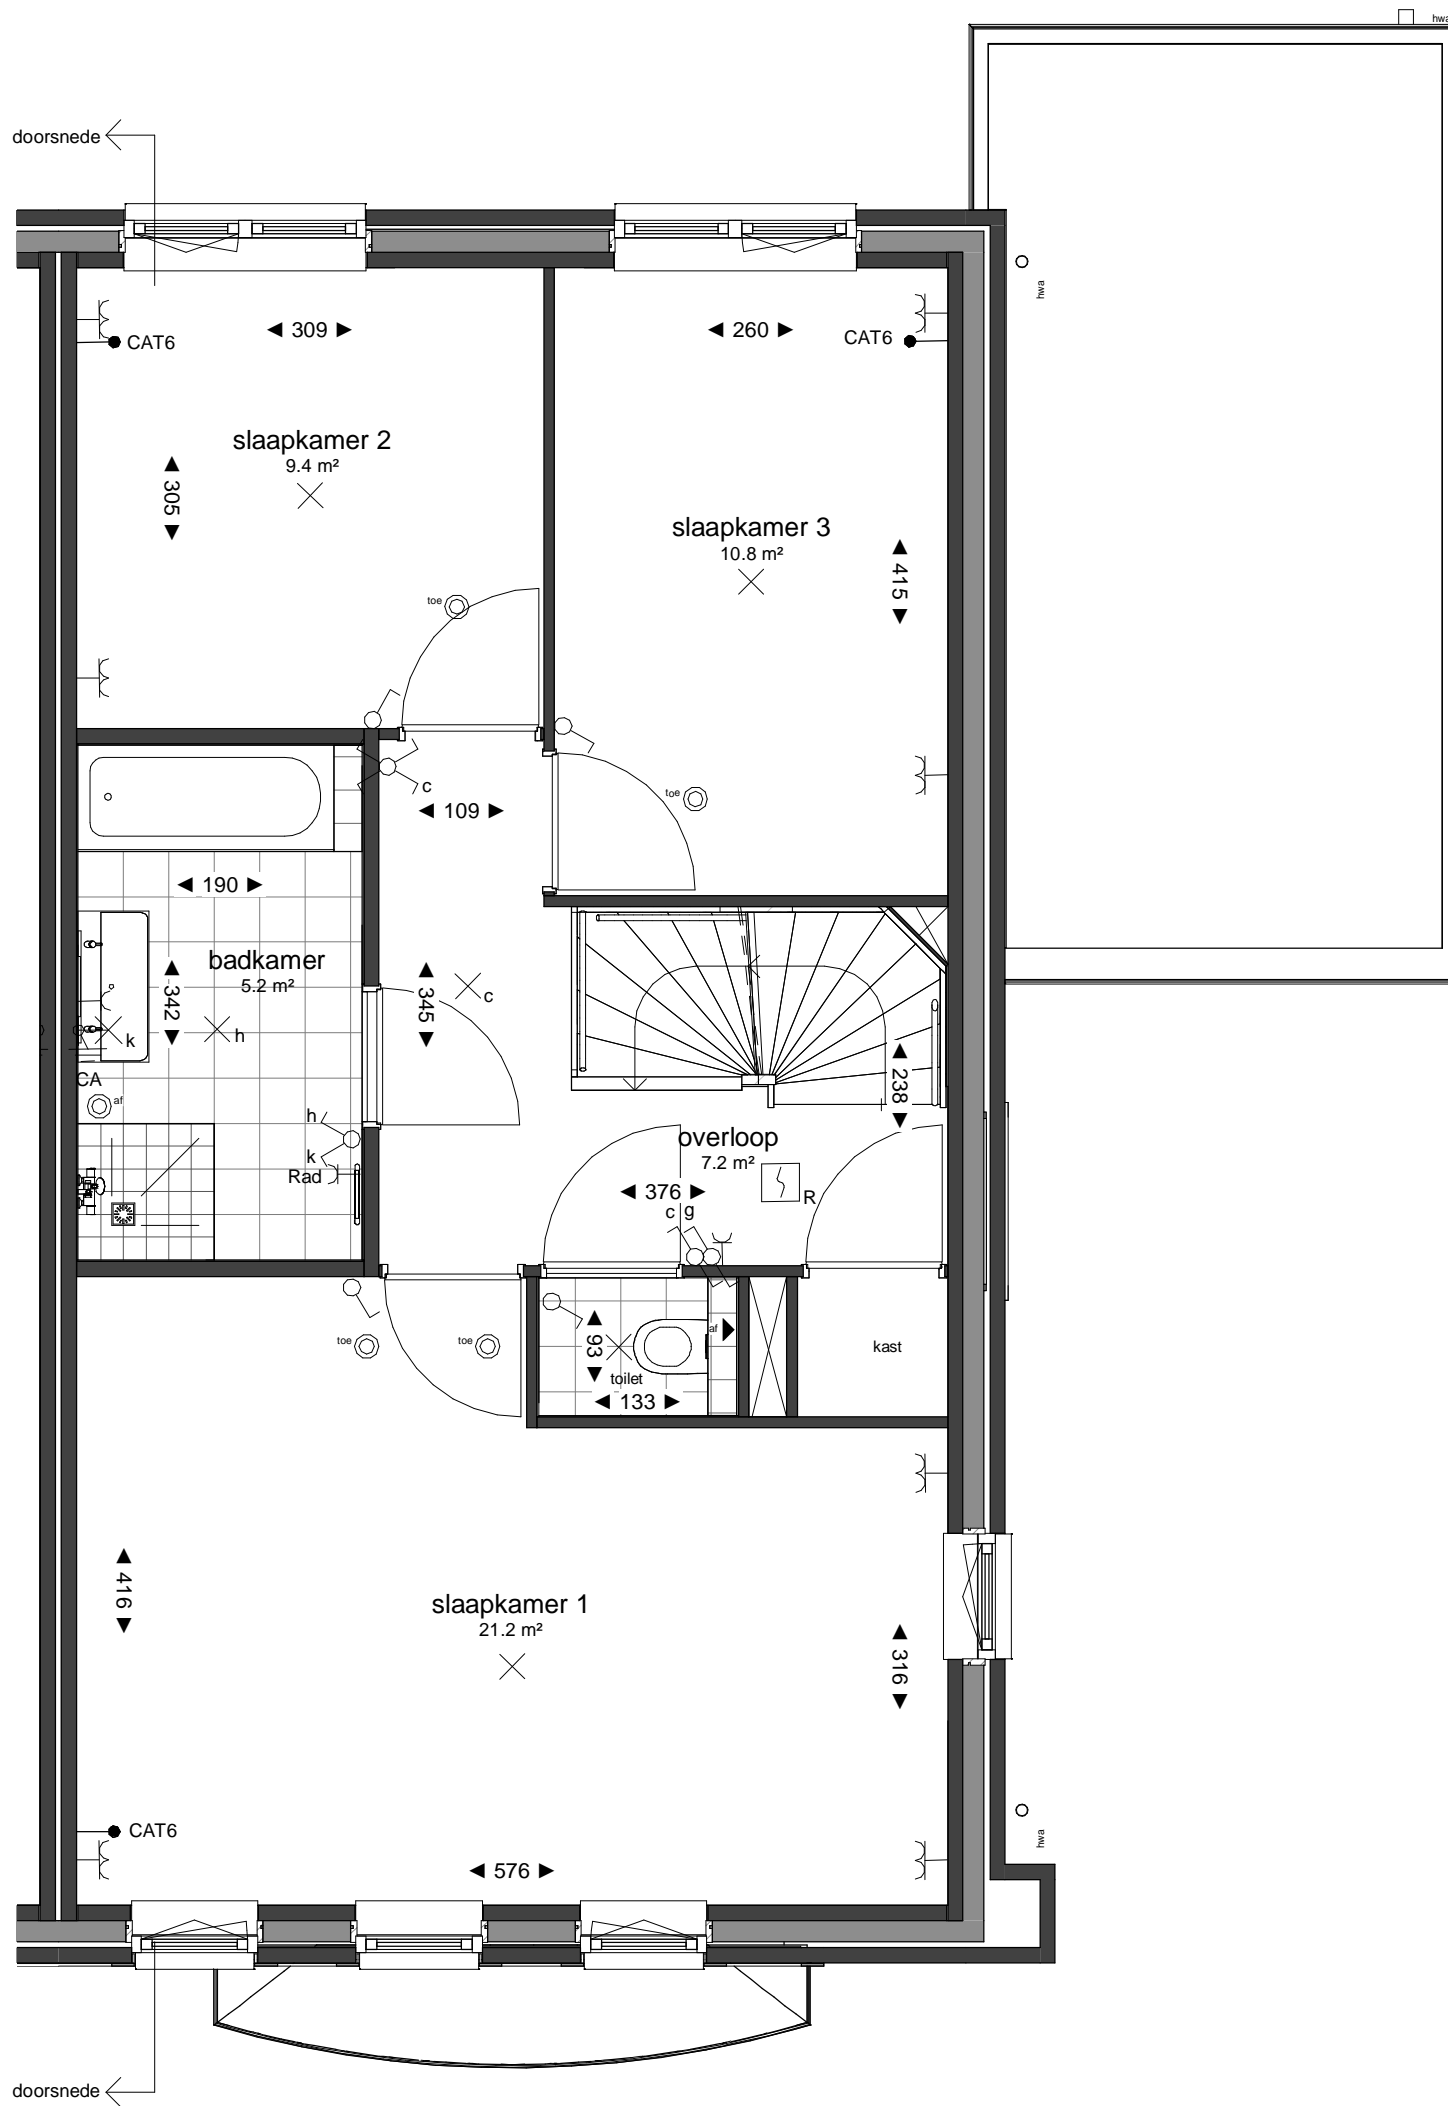 hwa
doorsnede
hwa
309
260
CAT6
CAT6
slaapkamer 2
9.4 m²
305
slaapkamer 3
10.8 m²
415
toe
toe
c
109
190
badkamer
5.2 m²
342
345
c
k
h
CA
af
238
h
k
Rad
overloop
7.2 m²
376
R
c g
toe
toe
93
af
kast
toilet
133
416
slaapkamer 1
21.2 m²
316
CAT6
hwa
576
doorsnede